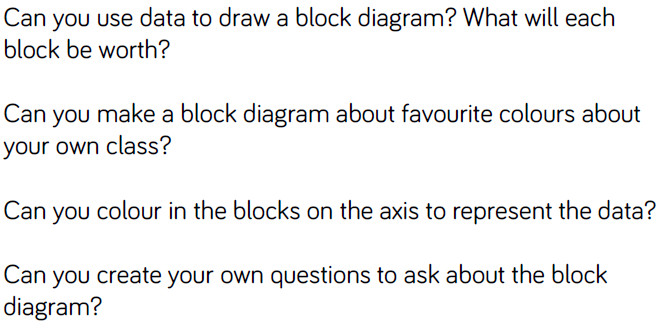 Can you use data to draw a block diagram? What will each
block be worth?
Can you make a block diagram about favourite colours about
your own class?
Can you colour in the blocks on the axis to represent the data?
Can you create your own questions to ask about the block
diagram?